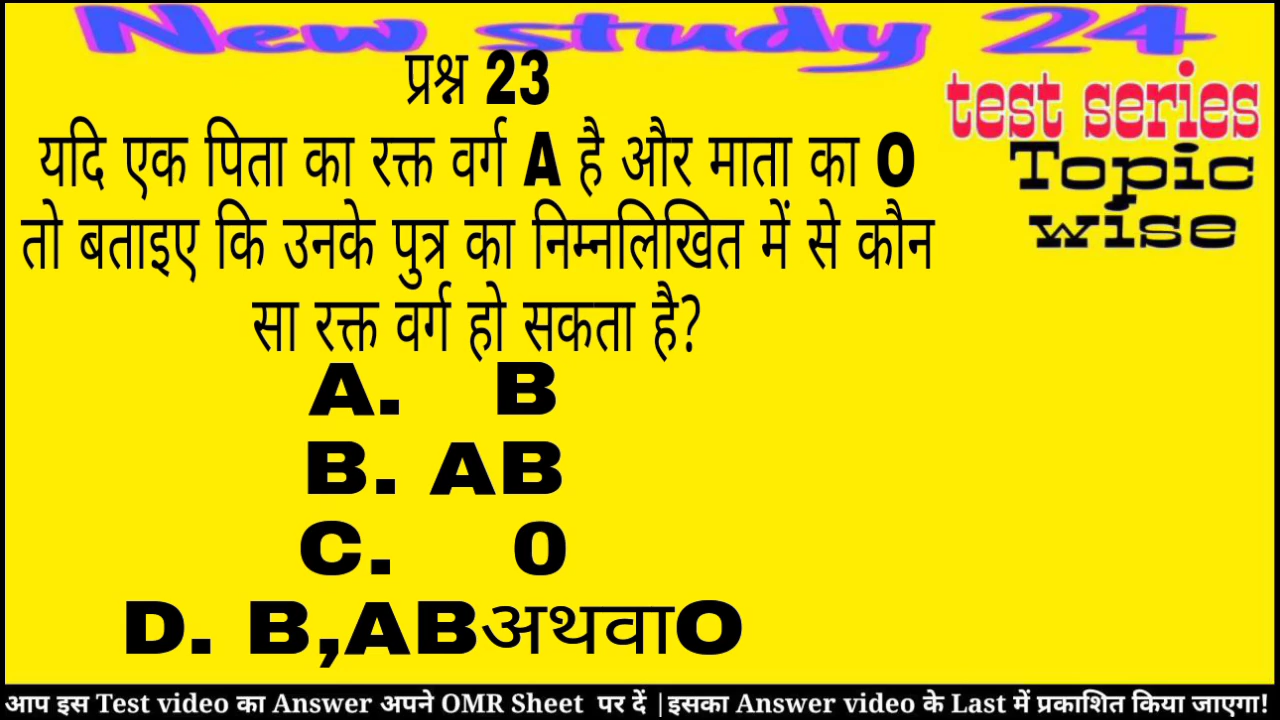 New study 24
test series
Topic
wise
प्रश्न 23
यदि एक पिता का रक्त वर्ग A है और माता का O
तो बताइए कि उनके पुत्र का निम्नलिखित में से कौन
सा रक्त वर्ग हो सकता है?
A. B
B. AB
C. 0
D. B,ABअथवाO
आप इस Test video का Answer अपने OMR Sheet पर दें |इसका Answer video के Last में प्रकाशित किया जाएगा!